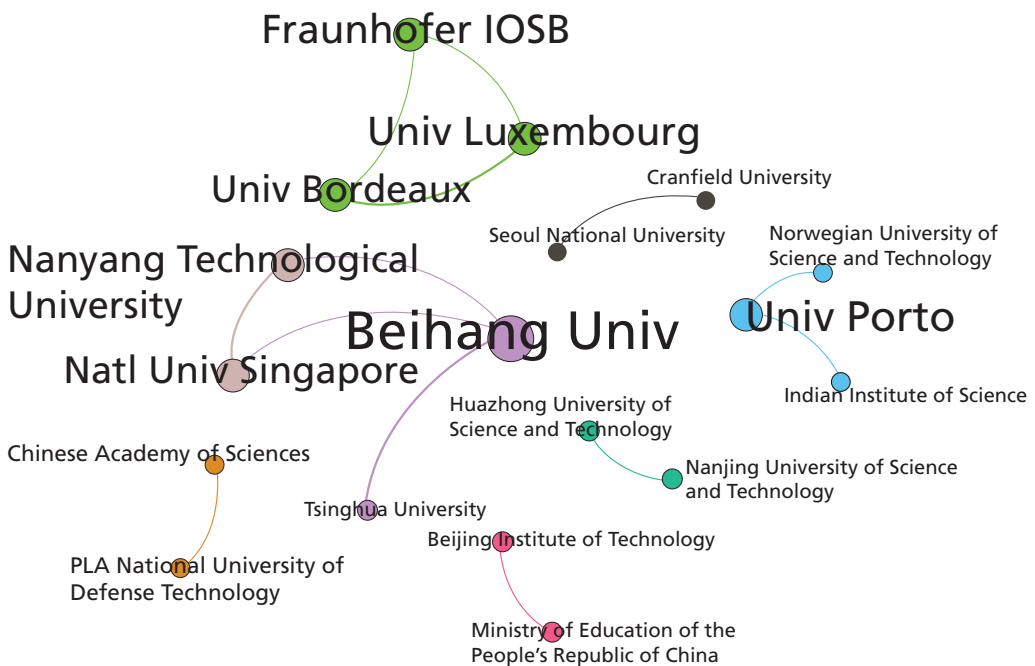 Fraunhofer IOSB
Univ Luxembourg
Univ Bordeaux
Cranfield University
Seoul National University
Norwegian University of
Science and Technology
Nanyang Technological
University
Beihang Univ
Univ Porto
Natl Univ Singapore
Indian Institute of Science
Huazhong University of
Science and Technology
Chinese Academy of Sciences
Nanjing University of Science
and Technology
Tsinghua University
Beijing Institute of Technology
PLA National University of
Defense Technology
Ministry of Education of the
People's Republic of China